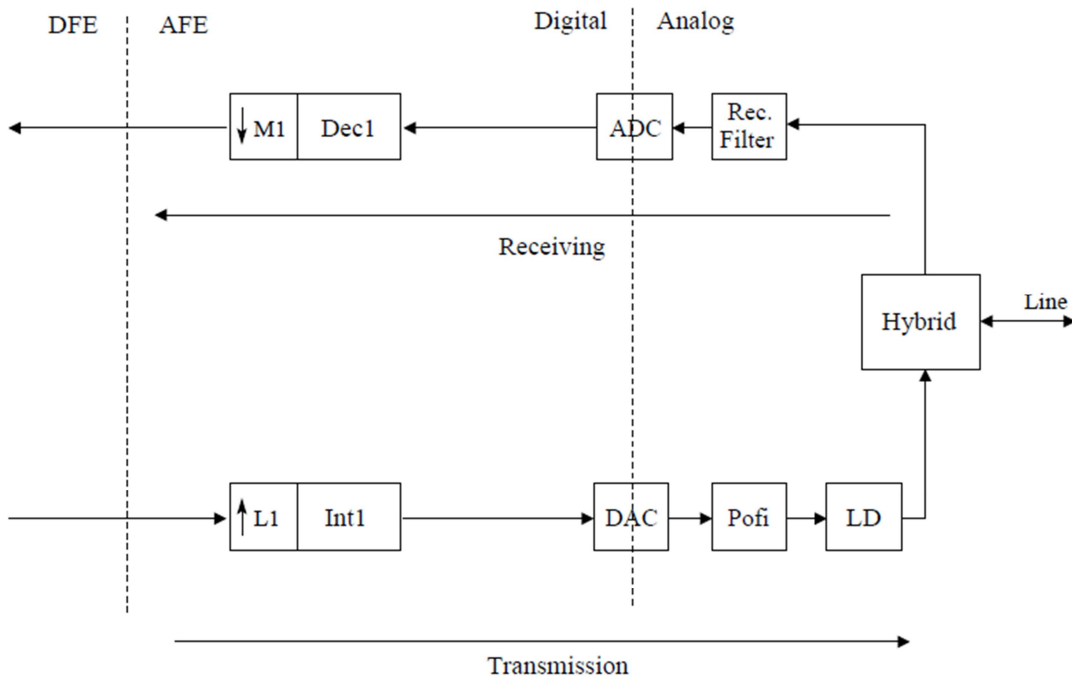 DFE
AFE
Digital
Analog
M1
Dec1
ADC
Rec.
Filter
Receiving
Line
Hybrid
L1
Int1
DAC
Pofi
LD
Transmission